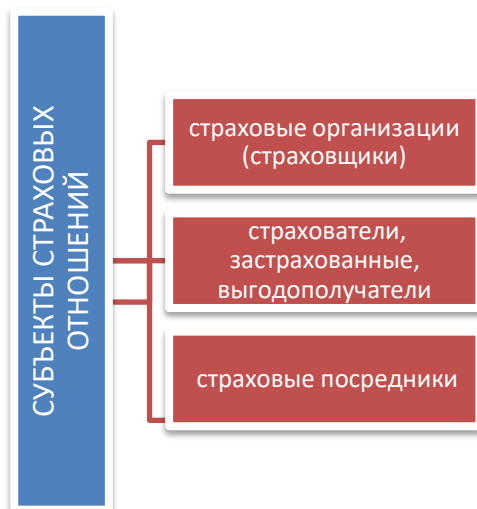 СУБЪЕКТЫ СТРАХОВЫХ
ОТНОШЕНИЙ
страховые организации
(страховщики)
страхователи,
застрахованные,
выгодополучатели
страховые посредники